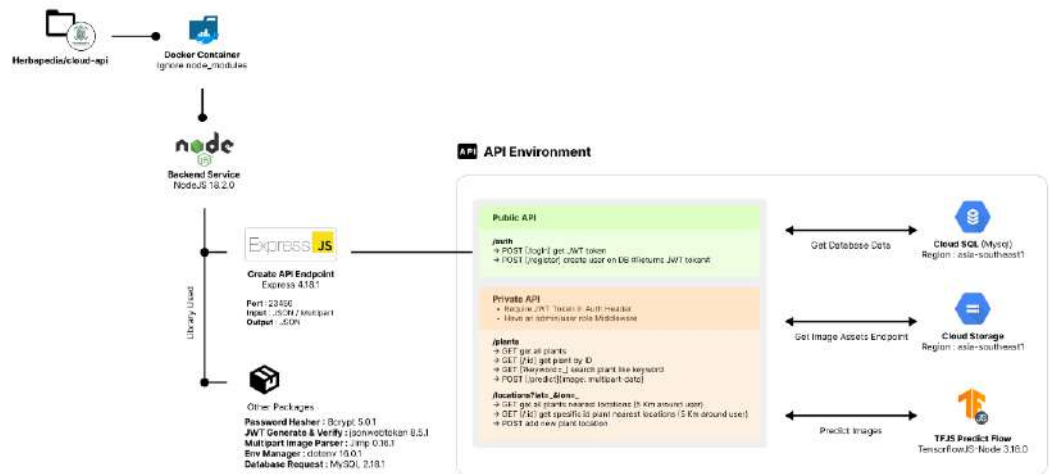 Herbapedia/cloud-api
Docker Container
Ignore node_modules
node
JS
Backend Service
NodeJS 18.2.0
Library Used
Express JS
Create API Endpoint
Express 4.18.1
Port : 23456
Input : JSON / Multipart
Output : JSON
Other Packages
Password Hasher : Bcrypt 5.0.1
JWT Generate & Verify : jsonwebtoken 8.5.1
Multipart Image Parser : Jimp 0.16.1
Env Manager : dotenv 16.0.1
Database Request : MySQL 2.18.1
API API Environment
Public API
/auth
→ POST [/login] get JWT token
→ POST [/register] create user on DB #Returns JWT token#
Private API
• Require JWT Token in Auth Header
• Have an admin/user role Middleware
/plants
→ GET get all plants
→ GET [/:id] get plant by ID
→ GET [?keyword=_] search plant like keyword
→ POST [/predict](image: multipart-data)
/locations?lat=_&lon=_
→ GET get all plants nearest locations (5 Km around user)
→ GET [/:id] get specific id plant nearest locations (5 Km around user)
→ POST add new plant location
Get Database Data
Cloud SQL (Mysql)
Region : asia-southeast1
Get Image Assets Endpoint
Cloud Storage
Region : asia-southeast1
Predict Images
JS
TFJS Predict Flow
TensorflowJS-Node 3.18.0